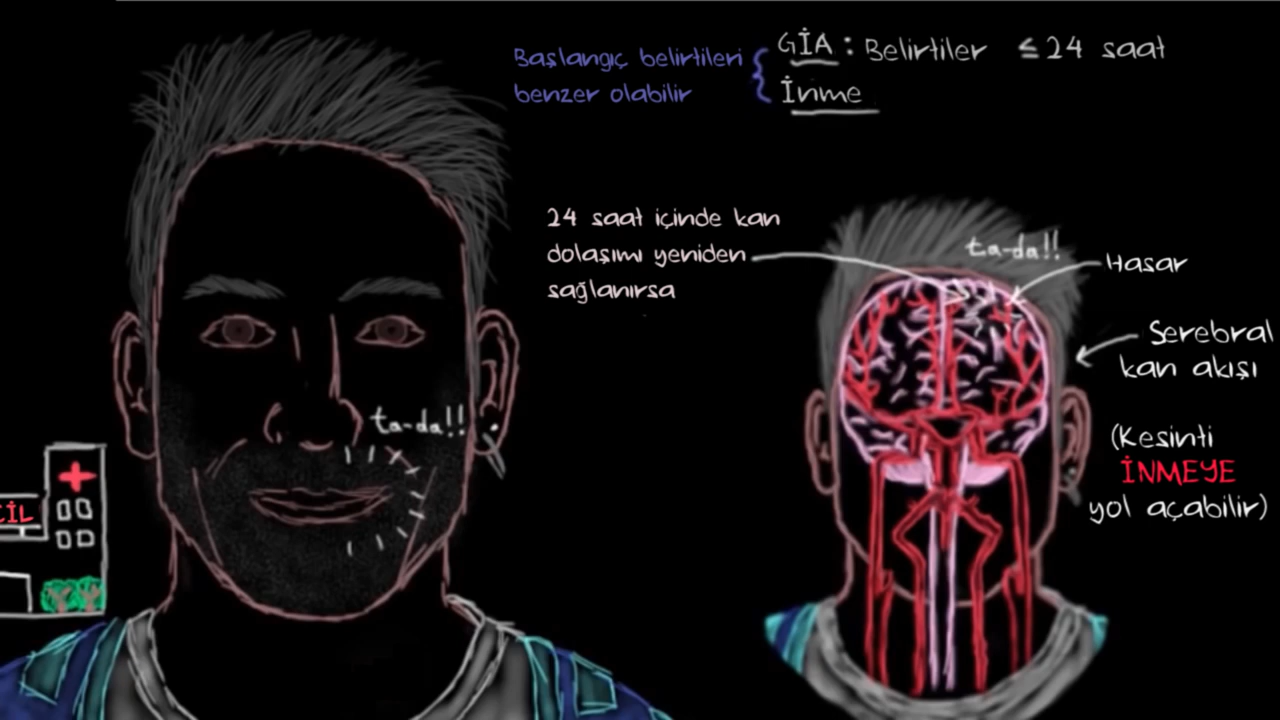 Başlangıç belirtileri
benzer olabilir
GİA : Belirtiler ≤ 24 saat
İnme
24 saat içinde kan
dolaşımı yeniden
sağlanırsa
ta-da!!
Hasar
Serebral
kan akışı
(Kesinti
İNMEYE
yol açabilir)
ta-da!!